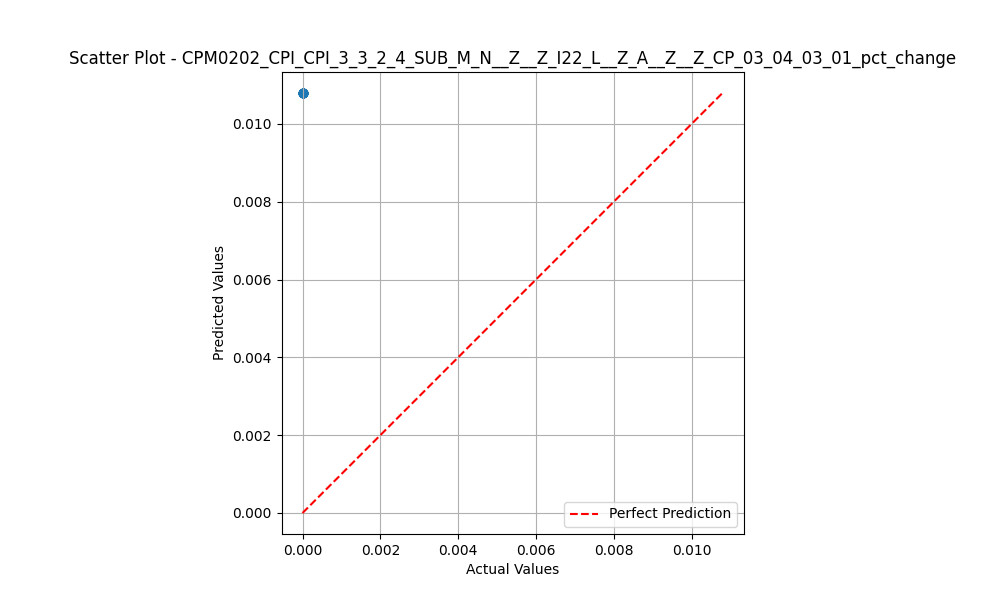 Scatter Plot - CPM0202_CPI_CPI_3_3_2_4_SUB_M_N__Z__Z_I22_L__Z_A__Z__Z_CP_03_04_03_01_pct_change
0.010
0.008
0.006
0.004
0.002
0.000
Predicted Values
Perfect Prediction
0.000 0.002 0.004 0.006 0.008 0.010
Actual Values